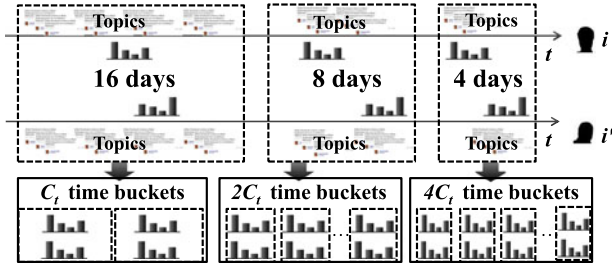 Topics Topics Topics
t i
16 days 8 days 4 days
Topics Topics Topics
t i'
C_t time buckets 2C_t time buckets 4C_t time buckets
... ...